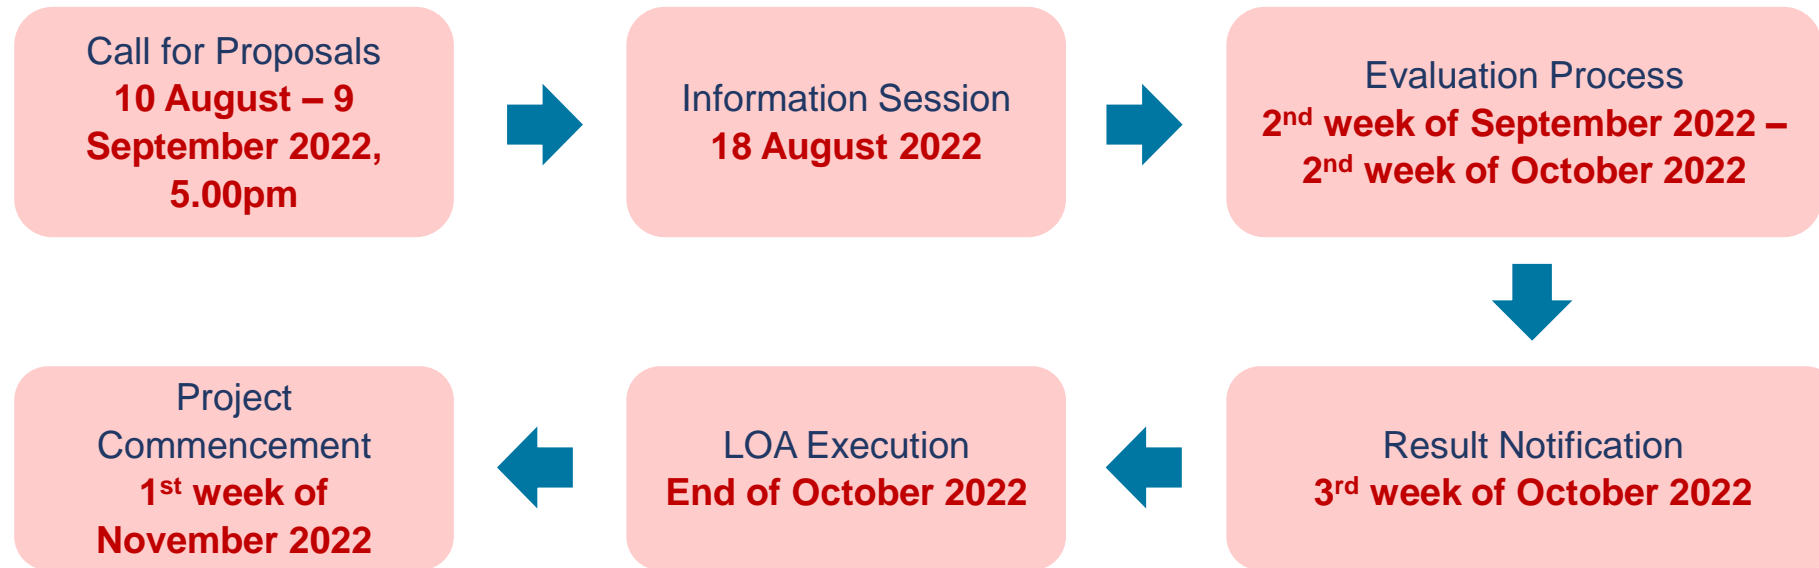 Call for Proposals
10 August – 9
September 2022,
5.00pm
Information Session
18 August 2022
Evaluation Process
2nd week of September 2022 –
2nd week of October 2022
Result Notification
3rd week of October 2022
LOA Execution
End of October 2022
Project
Commencement
1st week of
November 2022